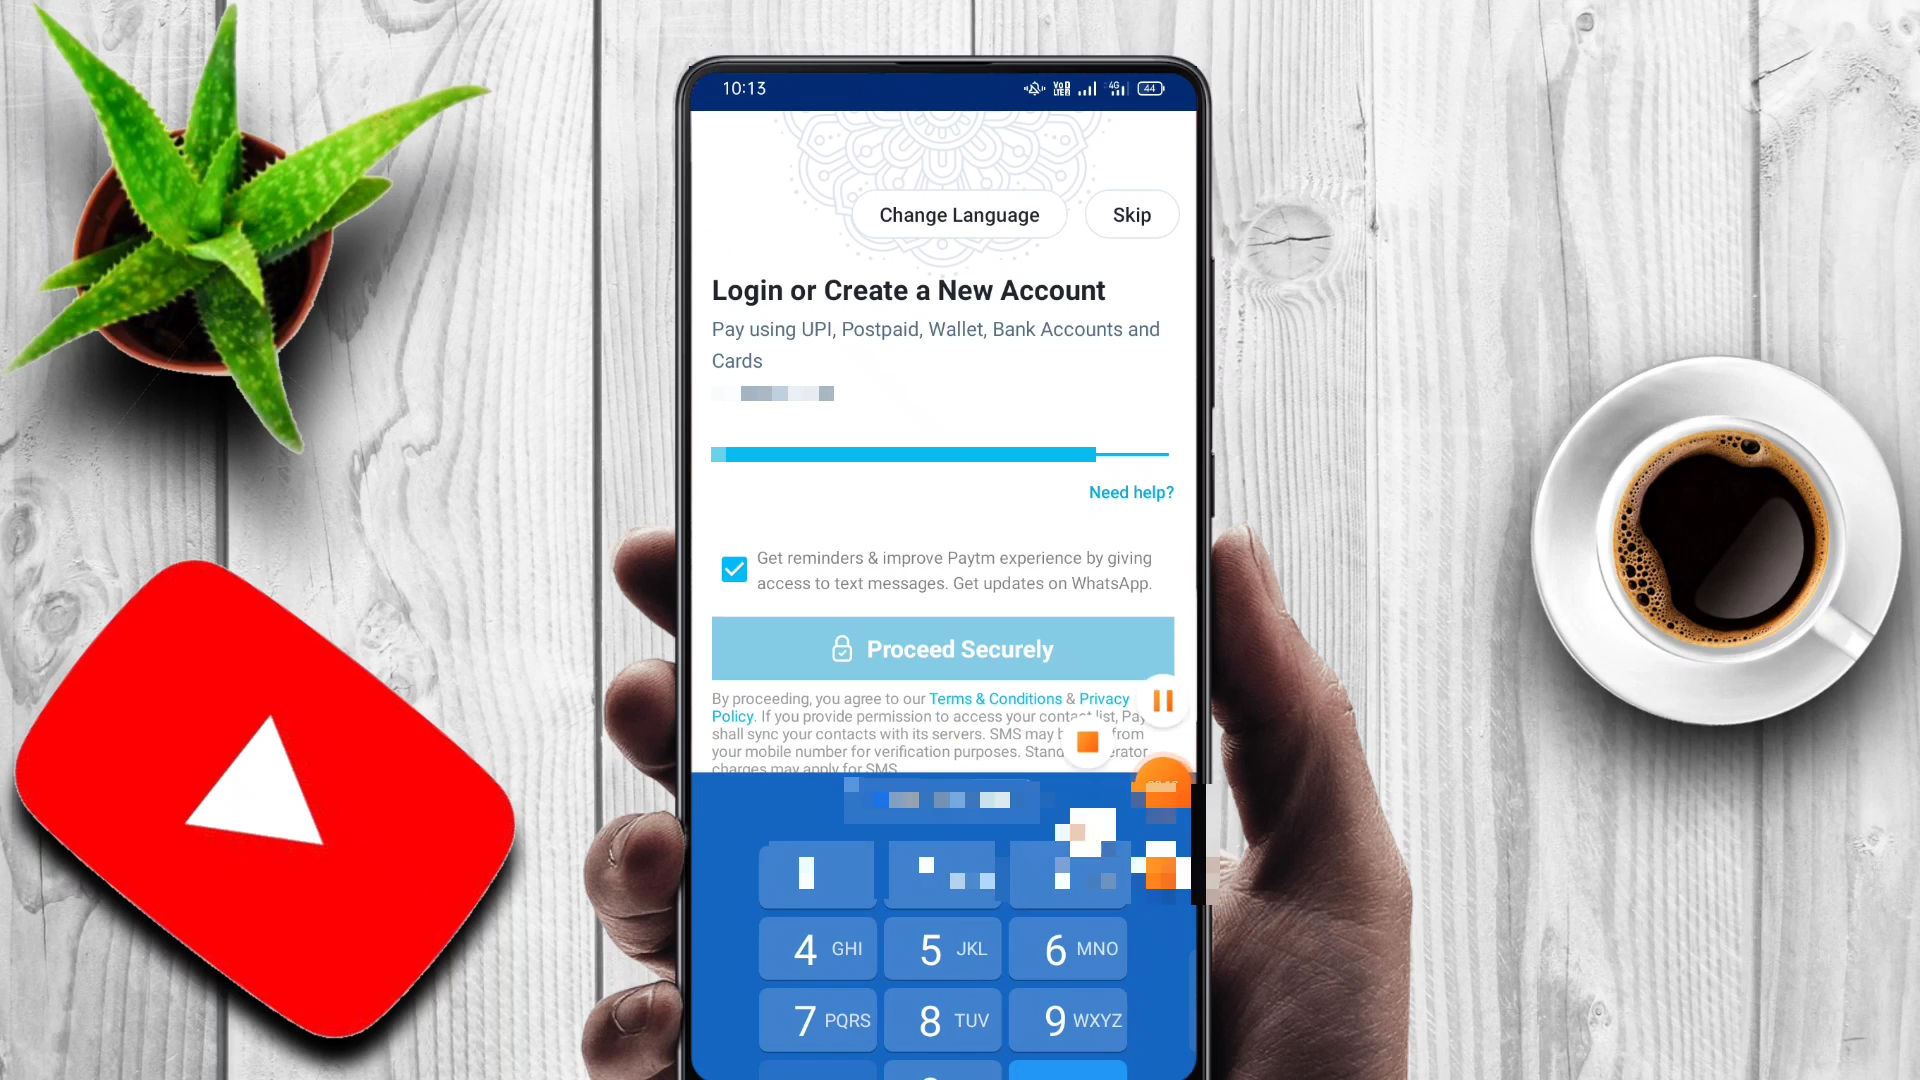 10:13
VoD
LTED
4G
44
Change Language
Skip
Login or Create a New Account
Pay using UPI, Postpaid, Wallet, Bank Accounts and
Cards
Need help?
Get reminders & improve Paytm experience by giving
access to text messages. Get updates on WhatsApp.
Proceed Securely
By proceeding, you agree to our Terms & Conditions & Privacy
Policy. If you provide permission to access your contact list, Pay
shall sync your contacts with its servers. SMS may from
your mobile number for verification purposes.
charges may apply for SMS
4 GHI
5 JKL
6 MNO
7 PQRS
8 TUV
9 WXYZ